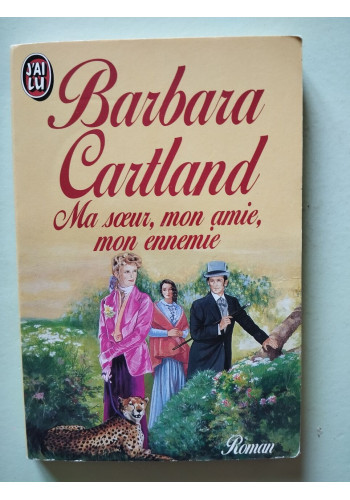 J'AI
LU
Barbara
Cartland
Ma sœur, mon amie,
mon ennemie
Roman